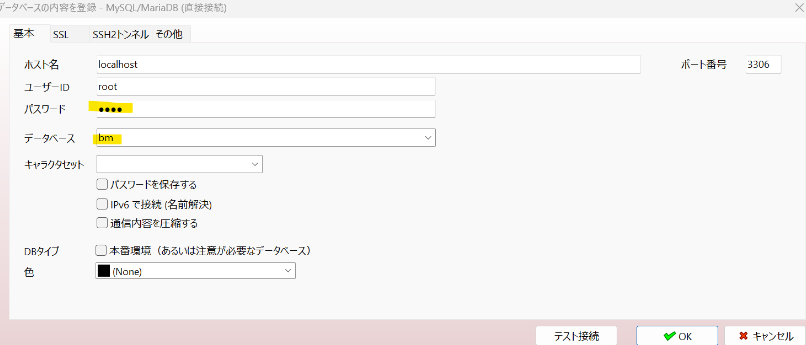 データベースの内容を登録 - MySQL/MariaDB (直接接続)
基本 SSL SSH2トンネル その他
ホスト名 localhost ポート番号 3306
ユーザーID root
パスワード ●●●●
データベース bm
キャラクタセット
パスワードを保存する
IPv6 で接続 (名前解決)
通信内容を圧縮する
DBタイプ 本番環境（あるいは注意が必要なデータベース）
色 (None)
テスト接続 OK キャンセル